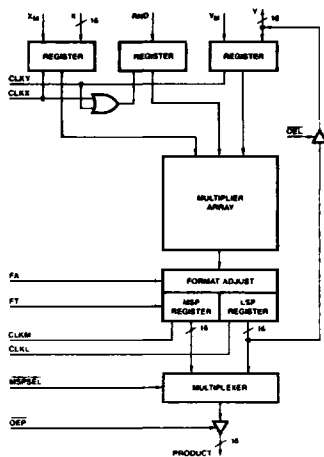 XM X 16 RND YM Y 16
REGISTER REGISTER REGISTER
CLKY
CLKX
OEL
MULTIPLIER
ARRAY
FA
FORMAT ADJUST
FT
MSP
REGISTER
LSP
REGISTER
CLKM
16 16
CLKL
MSPSEL
MULTIPLEXER
OEP
16
PRODUCT